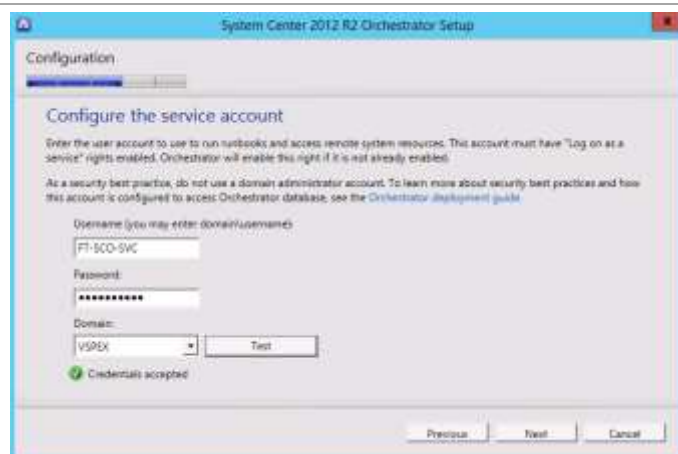 System Center 2012 R2 Orchestrator Setup
Configuration
Configure the service account
Enter the user account to use to run runbooks and access remote system resources. This account must have "Log on as a
service" rights enabled. Orchestrator will enable this right if it is not already enabled.
As a security best practice, do not use a domain administrator account. To learn more about security best practices and how
this account is configured to access Orchestrator database, see the Orchestrator deployment guide.
Username (you may enter domain\username):
FT-SCO-SVC
Password:
••••••••••
Domain:
VSPEX
Test
Credentials accepted
Previous
Next
Cancel